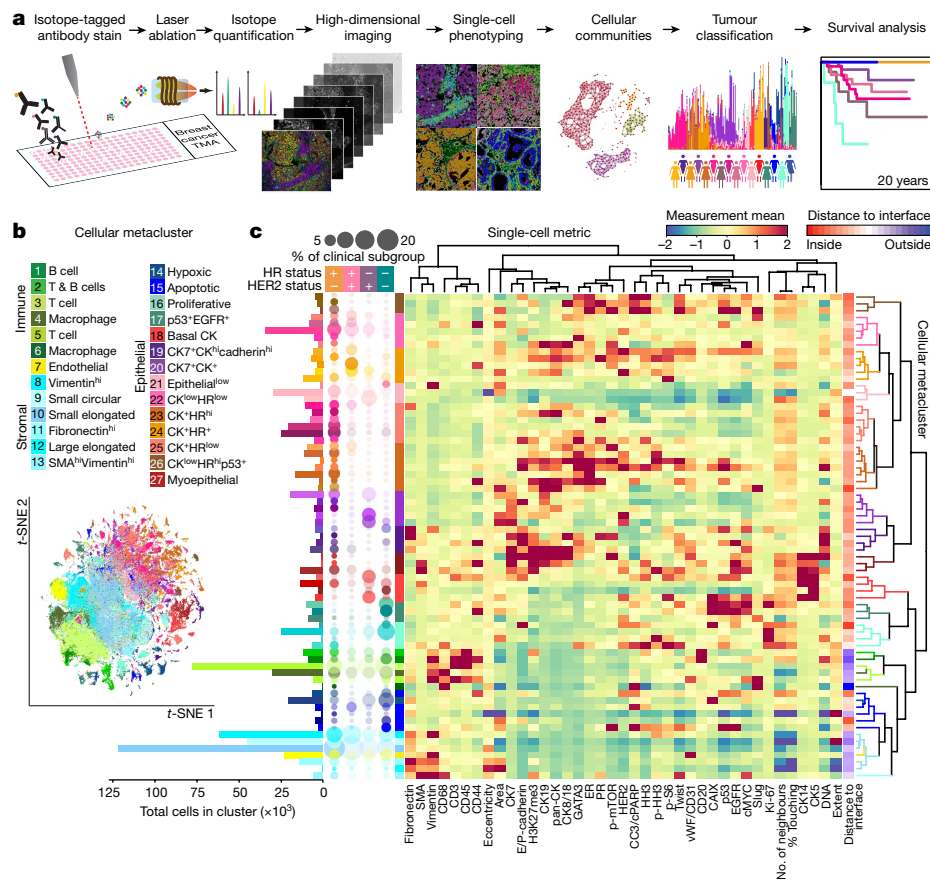 a
Isotope-tagged
antibody stain
Laser
ablation
Isotope
quantification
High-dimensional
imaging
Single-cell
phenotyping
Cellular
communities
Tumour
classification
Survival analysis
Breast
cancer
TMA
20 years
b
Cellular metacluster
Immune
Stromal
1 B cell
2 T & B cells
3 T cell
4 Macrophage
5 T cell
6 Macrophage
7 Endothelial
8 Vimentinhi
9 Small circular
10 Small elongated
11 Fibronectinhi
12 Large elongated
13 SMAhiVimentinhi
Epithelial
14 Hypoxic
15 Apoptotic
16 Proliferative
17 p53+EGFR+
18 Basal CK
19 CK7+CKhicadherinhi
20 CK7+CK+
21 Epitheliallow
22 CKlowHRlow
23 CK+HRhi
24 CK+HR+
25 CK+HRlow
26 CKlowHRhip53+
27 Myoepithelial
t-SNE 2
t-SNE 1
c
5 20
% of clinical subgroup
HR status + + − −
HER2 status − + + −
Single-cell metric
Measurement mean
−2 −1 0 1 2
Distance to interface
Inside Outside
Cellular metacluster
125 100 75 50 25 0
Total cells in cluster (×10³)
Fibronectin
SMA
Vimentin
CD68
CD3
CD45
CD44
Eccentricity
Area
CK7
E/P-cadherin
H3K27me3
CK19
pan-CK
CK8/18
GATA3
ER
PR
p-mTOR
HER2
CC3/cPARP
HH3
p-HH3
p-S6
Twist
vWF/CD31
CD20
CAIX
p53
EGFR
cMYC
Slug
Ki-67
No. of neighbours
% Touching
CK14
CK5
DNA
Extent
Distance to
interface